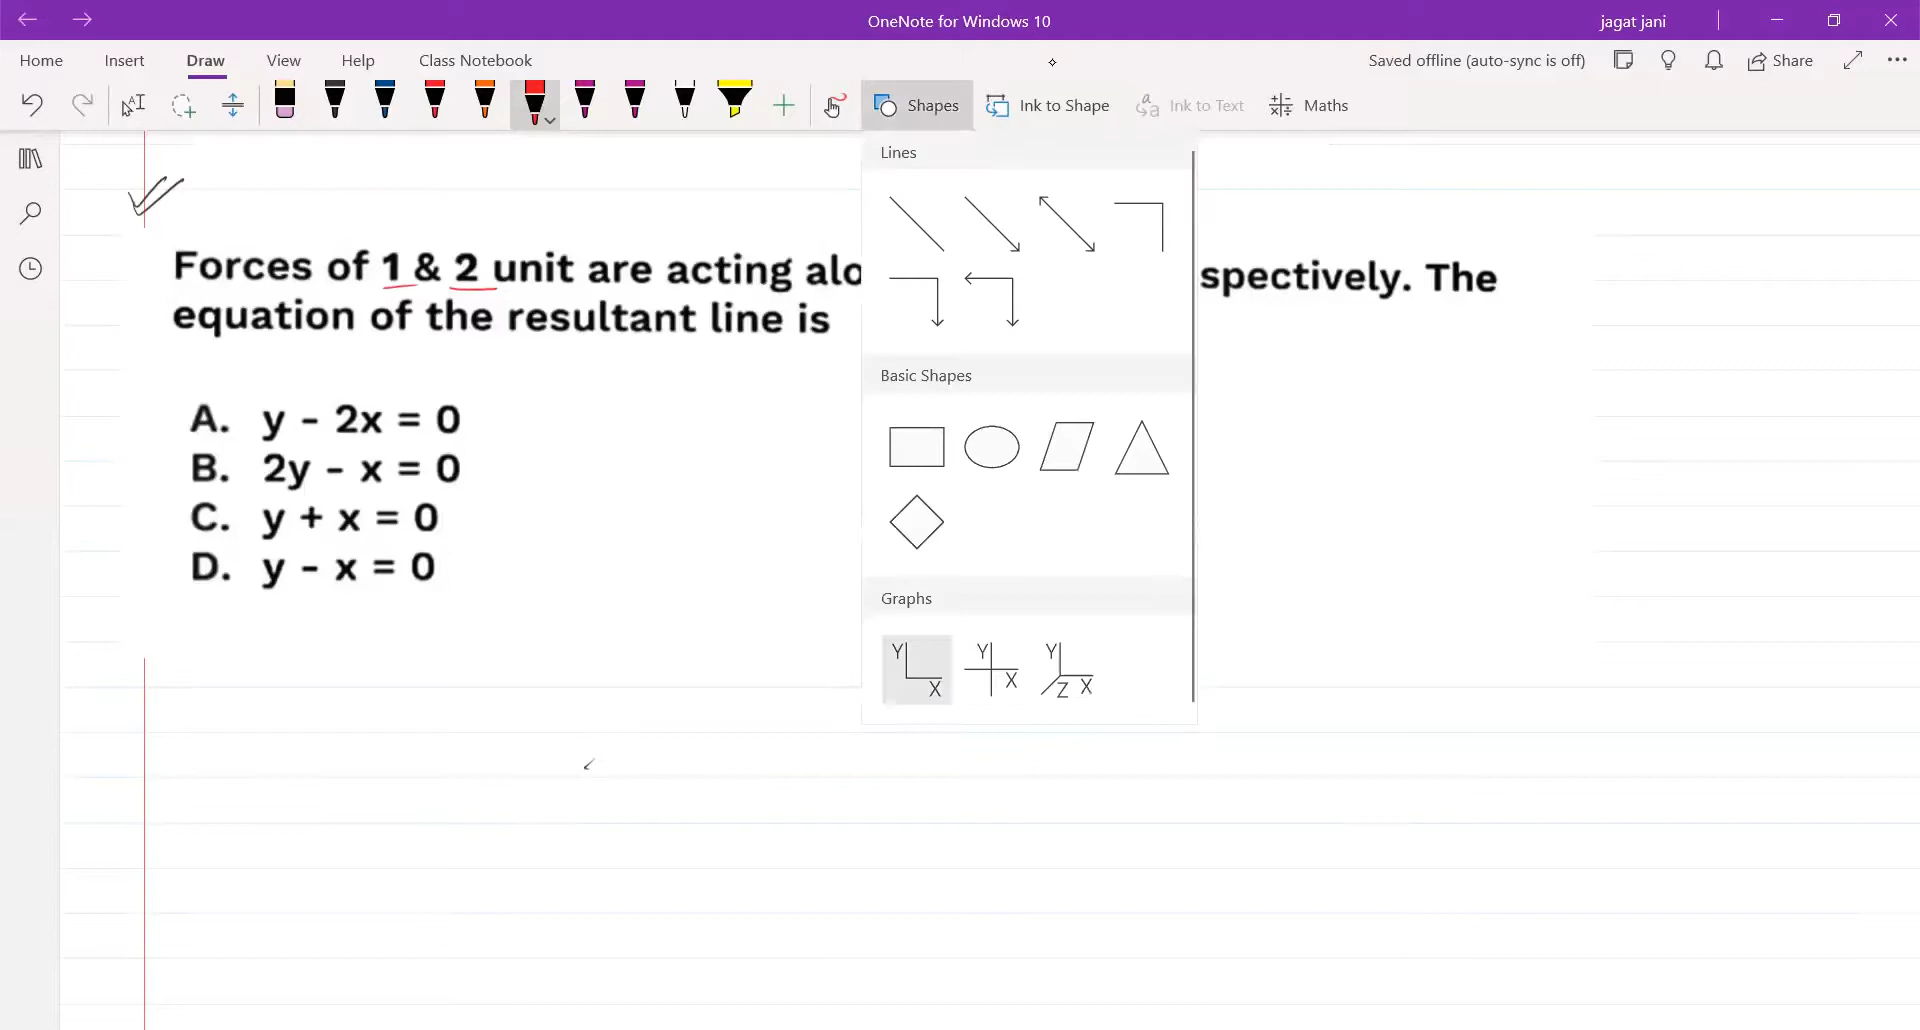 OneNote for Windows 10
jagat jani
Home Insert Draw View Help Class Notebook
Saved offline (auto-sync is off)
Share
Shapes Ink to Shape Ink to Text Maths
Lines
Forces of 1 & 2 unit are acting alo
spectively. The
equation of the resultant line is
Basic Shapes
A. y - 2x = 0
B. 2y - x = 0
C. y + x = 0
D. y - x = 0
Graphs
Y X
Y X
Y Z X